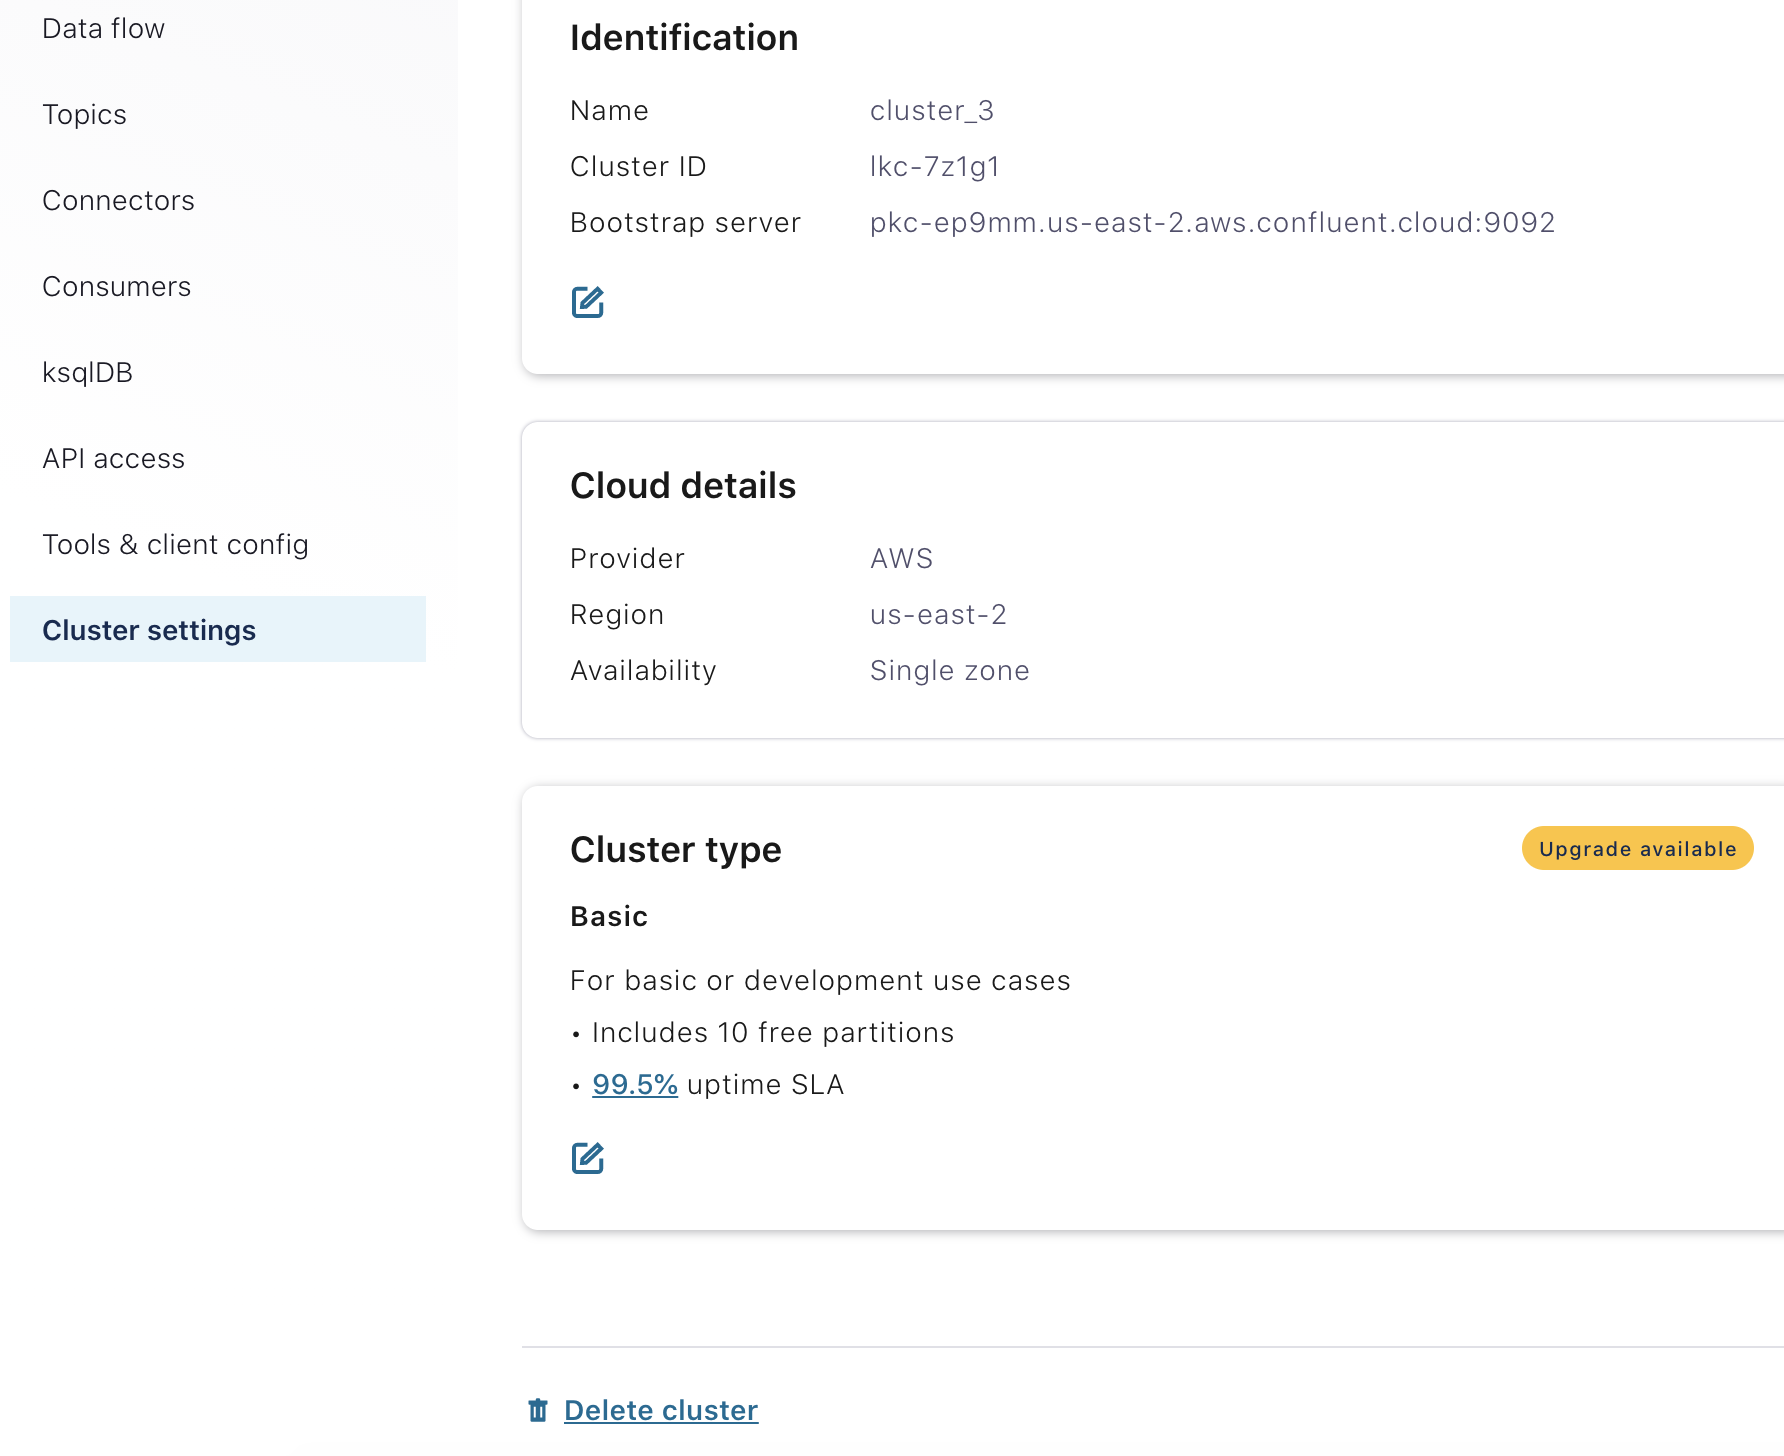 Data flow
Topics
Connectors
Consumers
ksqlDB
API access
Tools & client config
Cluster settings
Identification
Name cluster_3
Cluster ID lkc-7z1g1
Bootstrap server pkc-ep9mm.us-east-2.aws.confluent.cloud:9092
Cloud details
Provider AWS
Region us-east-2
Availability Single zone
Cluster type Upgrade available
Basic
For basic or development use cases
• Includes 10 free partitions
• 99.5% uptime SLA
Delete cluster